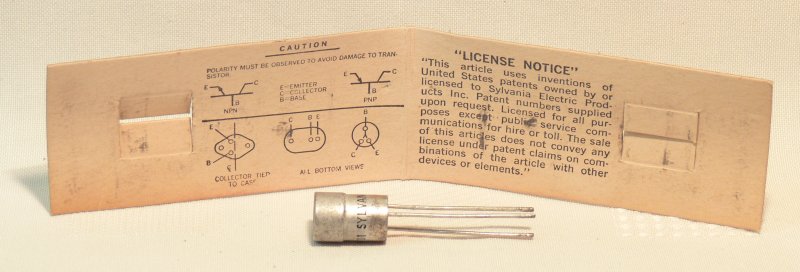 CAUTION
POLARITY MUST BE OBSERVED TO AVOID DAMAGE TO TRAN-
SISTOR.
E C
B
NPN
E=EMITTER
C=COLLECTOR
B=BASE
E C
B
PNP
E
B
C
COLLECTOR TIED
TO CASE
C B E
B
C E
ALL BOTTOM VIEWS
"LICENSE NOTICE"
"This article uses inventions of
United States patents owned by or
licensed to Sylvania Electric Prod-
ucts Inc. Patent numbers supplied
upon request. Licensed for all pur-
poses except public service com-
munications for hire or toll. The sale
of this articles does not convey any
license under patent claims on com-
binations of the article with other
devices or elements."
SYLVAN